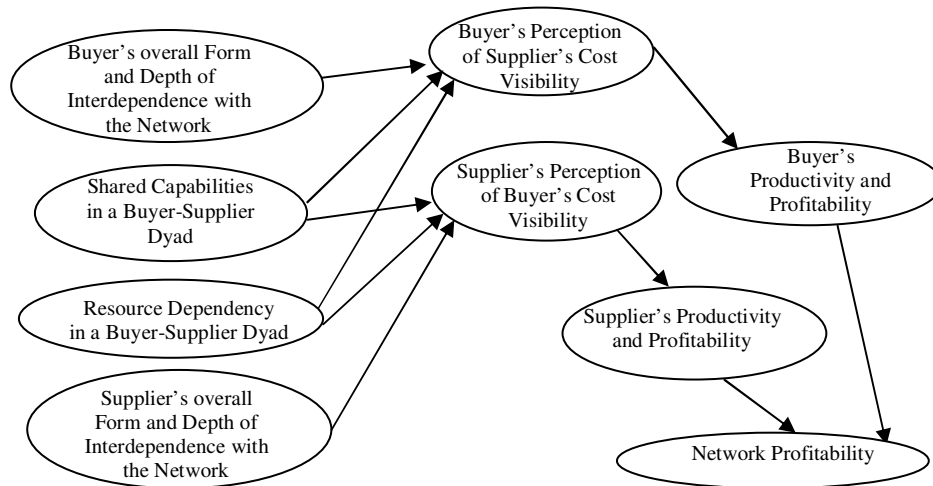 Buyer’s overall Form
and Depth of
Interdependence with
the Network
Buyer’s Perception
of Supplier’s Cost
Visibility
Shared Capabilities
in a Buyer-Supplier
Dyad
Supplier’s Perception
of Buyer’s Cost
Visibility
Buyer’s
Productivity and
Profitability
Resource Dependency
in a Buyer-Supplier Dyad
Supplier’s Productivity
and Profitability
Supplier’s overall
Form and Depth of
Interdependence with
the Network
Network Profitability